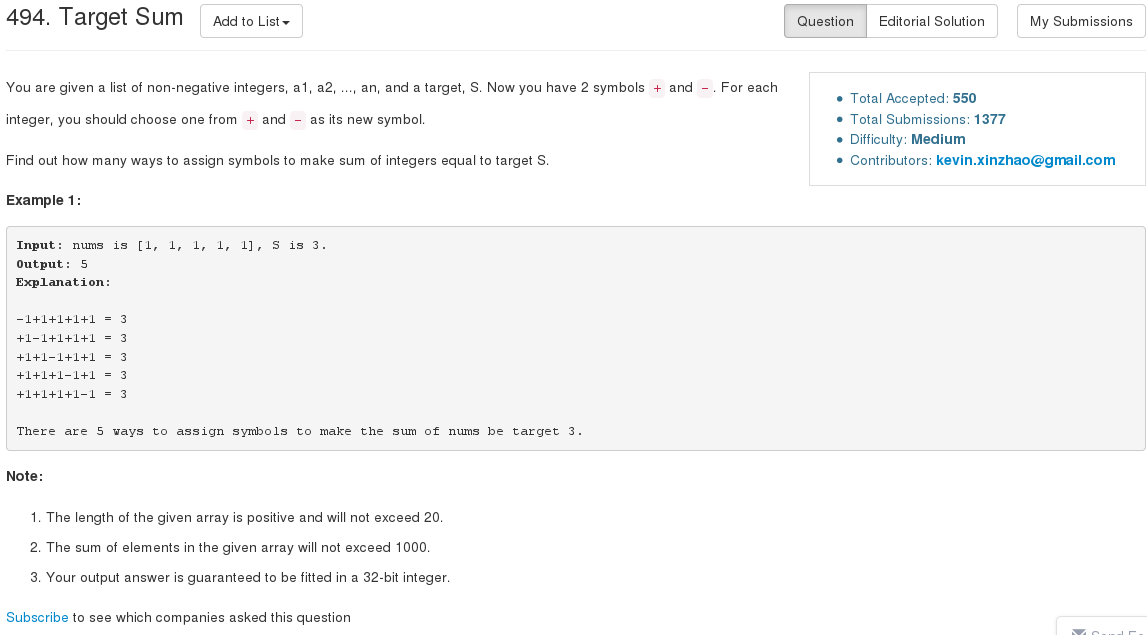 494. Target Sum
Add to List
Question
Editorial Solution
My Submissions
You are given a list of non-negative integers, a1, a2, ..., an, and a target, S. Now you have 2 symbols + and -. For each
integer, you should choose one from + and - as its new symbol.
Find out how many ways to assign symbols to make sum of integers equal to target S.
Total Accepted: 550
Total Submissions: 1377
Difficulty: Medium
Contributors: kevin.xinzhao@gmail.com
Example 1:
Input: nums is [1, 1, 1, 1, 1], S is 3.
Output: 5
Explanation:
-1+1+1+1+1 = 3
+1-1+1+1+1 = 3
+1+1-1+1+1 = 3
+1+1+1-1+1 = 3
+1+1+1+1-1 = 3
There are 5 ways to assign symbols to make the sum of nums be target 3.
Note:
1. The length of the given array is positive and will not exceed 20.
2. The sum of elements in the given array will not exceed 1000.
3. Your output answer is guaranteed to be fitted in a 32-bit integer.
Subscribe to see which companies asked this question